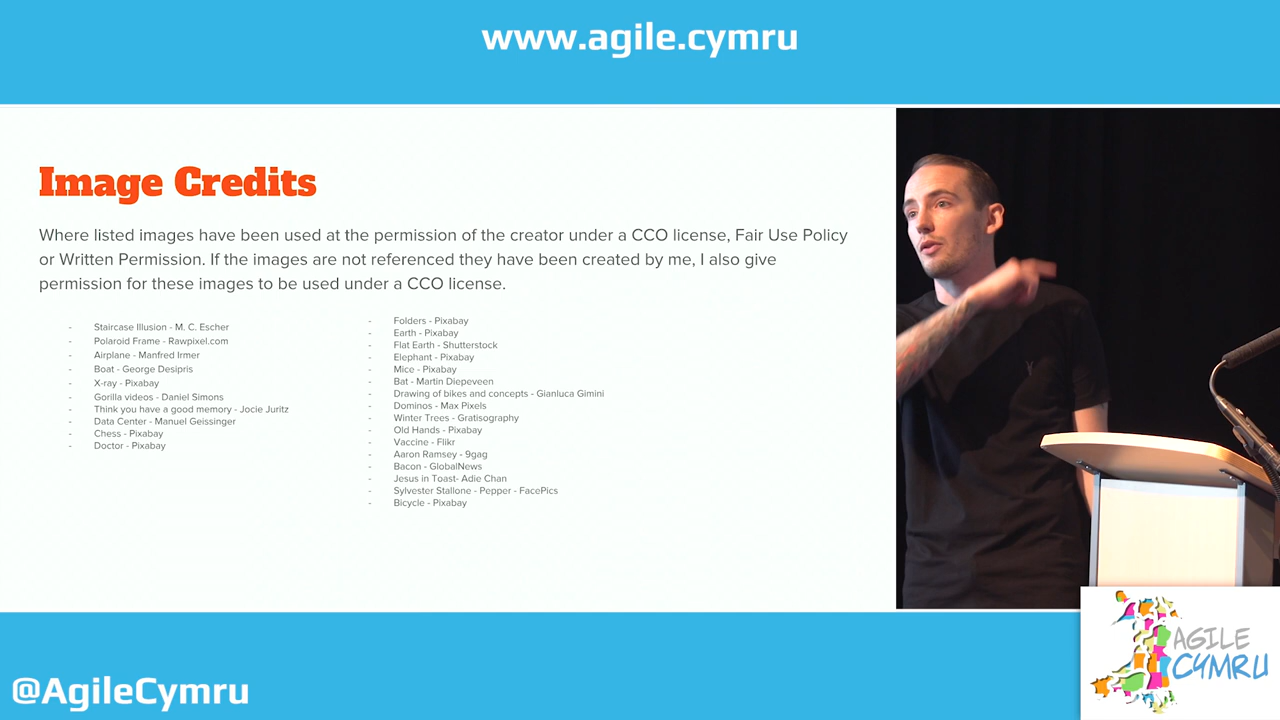 www.agile.cymru
Image Credits
Where listed images have been used at the permission of the creator under a CCO license, Fair Use Policy
or Written Permission. If the images are not referenced they have been created by me, I also give
permission for these images to be used under a CCO license.
- Staircase Illusion - M. C. Escher
- Polaroid Frame - Rawpixel.com
- Airplane - Manfred Irmer
- Boat - George Desipris
- X-ray - Pixabay
- Gorilla videos - Daniel Simons
- Think you have a good memory - Jocie Juritz
- Data Center - Manuel Geissinger
- Chess - Pixabay
- Doctor - Pixabay
- Folders - Pixabay
- Earth - Pixabay
- Flat Earth - Shutterstock
- Elephant - Pixabay
- Mice - Pixabay
- Bat - Martin Diepeveen
- Drawing of bikes and concepts - Gianluca Gimini
- Dominos - Max Pixels
- Winter Trees - Gratisography
- Old Hands - Pixabay
- Vaccine - Flikr
- Aaron Ramsey - 9gag
- Bacon - GlobalNews
- Jesus in Toast- Adie Chan
- Sylvester Stallone - Pepper - FacePics
- Bicycle - Pixabay
@AgileCymru
AGILE
CYMRU